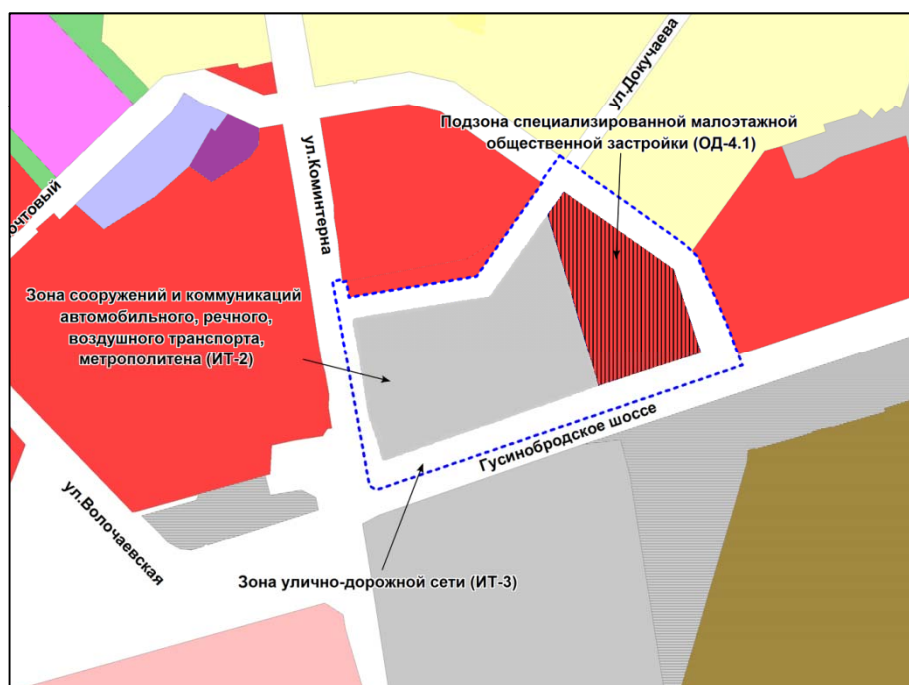 ул.Докучаева
Подзона специализированной малоэтажной
общественной застройки (ОД-4.1)
ул.Коминтерна
очтовый
Зона сооружений и коммуникаций
автомобильного, речного,
воздушного транспорта,
метрополитена (ИТ-2)
Гусинобродское шоссе
ул.Волочаевская
Зона улично-дорожной сети (ИТ-3)